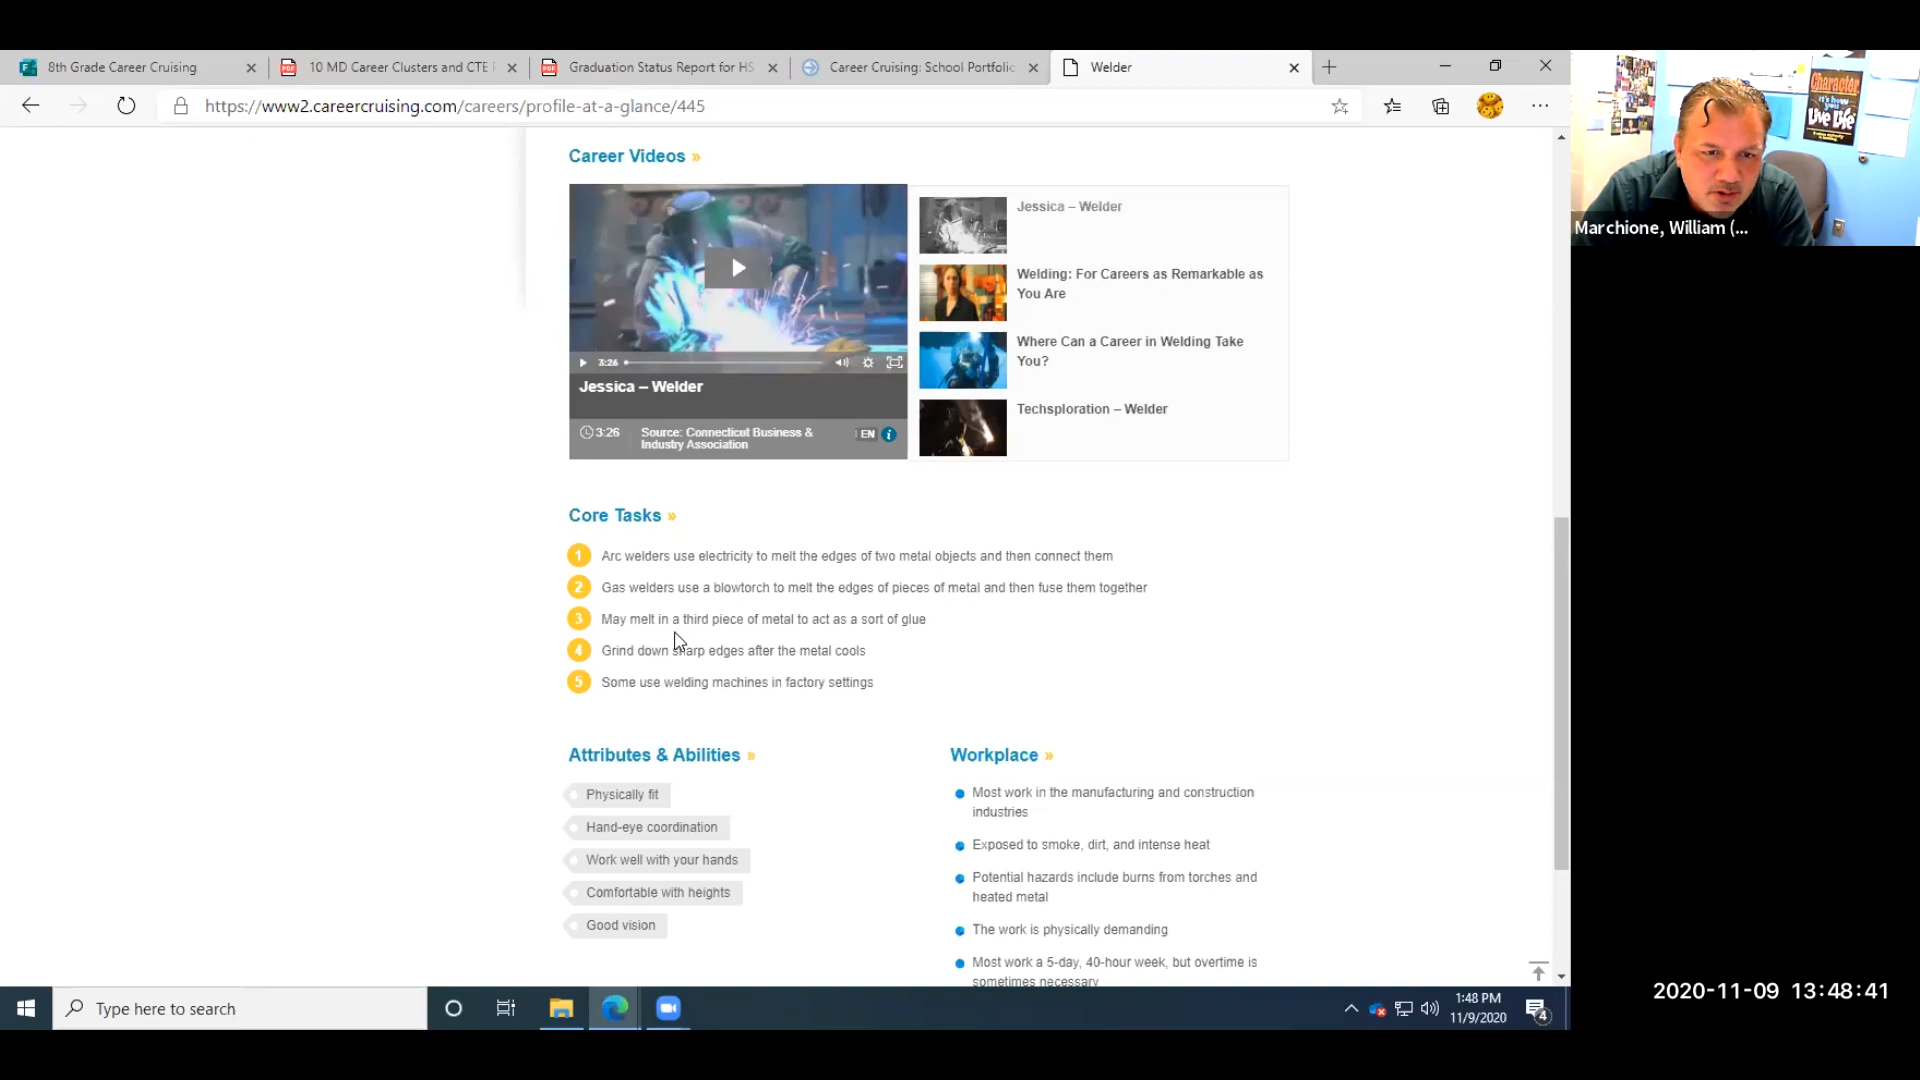 8th Grade Career Cruising
10 MD Career Clusters and CTE
Graduation Status Report for HS
Career Cruising: School Portfolio
Welder
https://www2.careercruising.com/careers/profile-at-a-glance/445
Career Videos »
3:26
Jessica – Welder
3:26
Source: Connecticut Business &
Industry Association
EN
Jessica – Welder
Welding: For Careers as Remarkable as
You Are
Where Can a Career in Welding Take
You?
Techsploration – Welder
Core Tasks »
1 Arc welders use electricity to melt the edges of two metal objects and then connect them
2 Gas welders use a blowtorch to melt the edges of pieces of metal and then fuse them together
3 May melt in a third piece of metal to act as a sort of glue
4 Grind down sharp edges after the metal cools
5 Some use welding machines in factory settings
Attributes & Abilities »
Physically fit
Hand-eye coordination
Work well with your hands
Comfortable with heights
Good vision
Workplace »
Most work in the manufacturing and construction
industries
Exposed to smoke, dirt, and intense heat
Potential hazards include burns from torches and
heated metal
The work is physically demanding
Most work a 5-day, 40-hour week, but overtime is
sometimes necessary
Character
it's how
you
Live Life
Marchione, William (...
Type here to search
1:48 PM
11/9/2020
4
2020-11-09 13:48:41